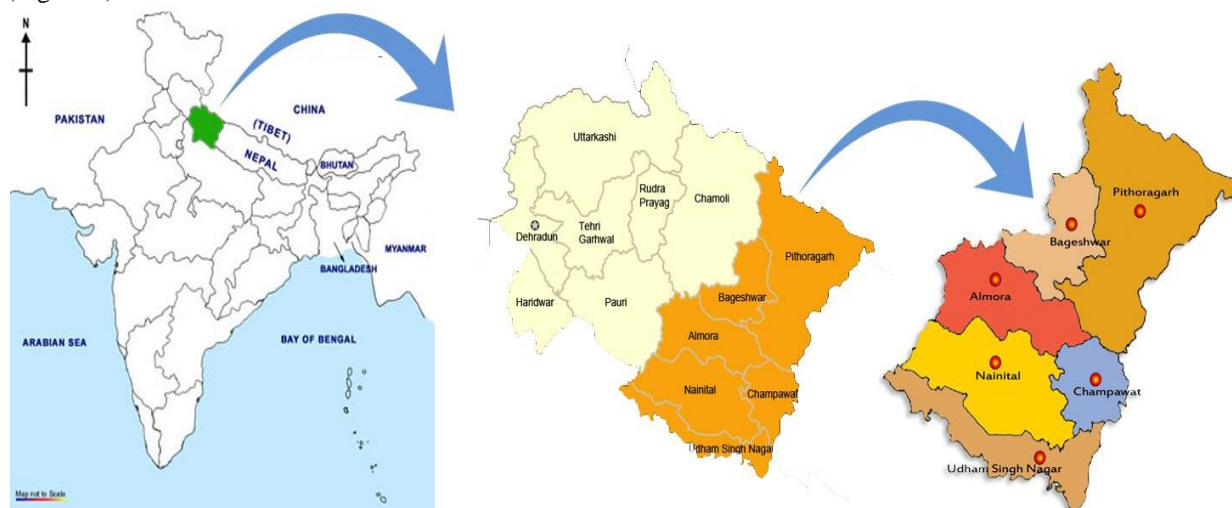 N
PAKISTAN
CHINA
(TIBET)
NEPAL
BHUTAN
MYANMAR
BANGLADESH
ARABIAN SEA
BAY OF BENGAL
Map not to Scale
Uttarkashi
Rudra
Prayag
Chamoli
Tehri
Garhwal
Dehradun
Haridwar
Pauri
Pithoragarh
Bageshwar
Almora
Nainital
Champawat
Udham Singh Nagar
Pithoragarh
Bageshwar
Almora
Nainital
Champawat
Udham Singh Nagar